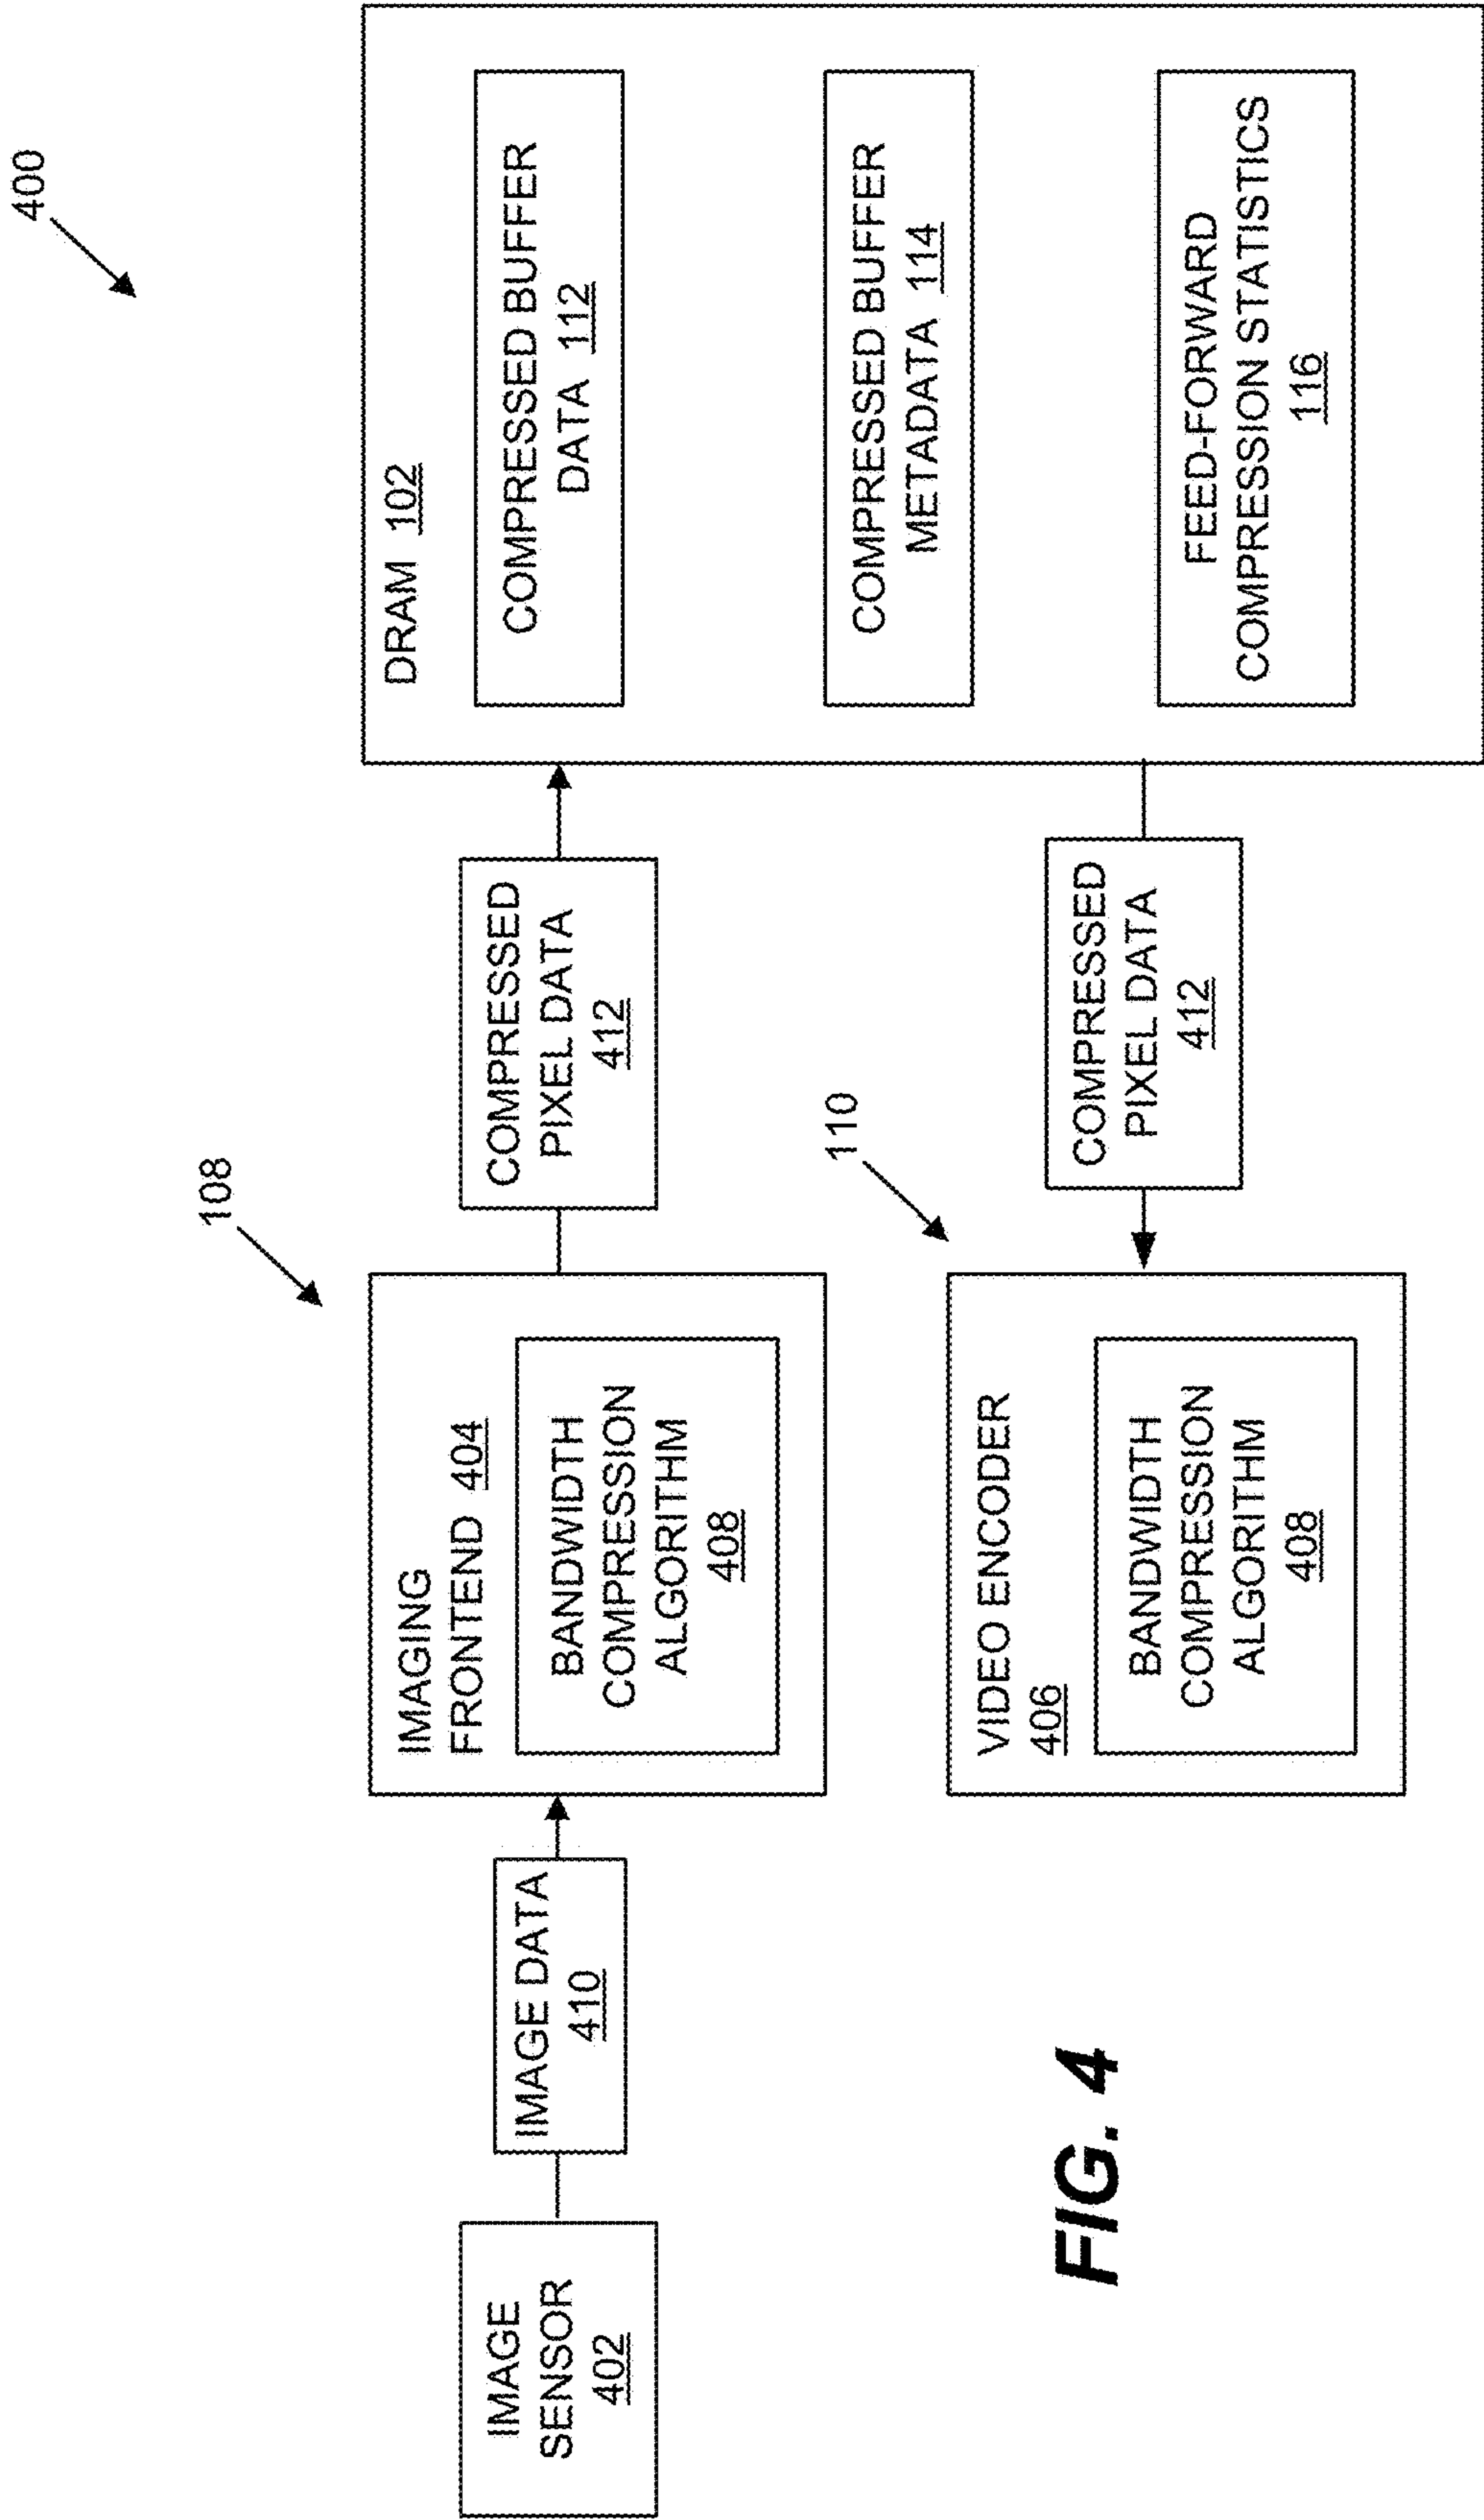 400
108
IMAGE
SENSOR
402
IMAGE DATA
410
IMAGING
FRONTEND 404
BANDWIDTH
COMPRESSION
ALGORITHM
408
COMPRESSED
PIXEL DATA
412
DRAM 102
COMPRESSED BUFFER
DATA 112
COMPRESSED BUFFER
METADATA 114
FEED-FORWARD
COMPRESSION STATISTICS
116
110
VIDEO ENCODER
406
BANDWIDTH
COMPRESSION
ALGORITHM
408
COMPRESSED
PIXEL DATA
412
FIG. 4